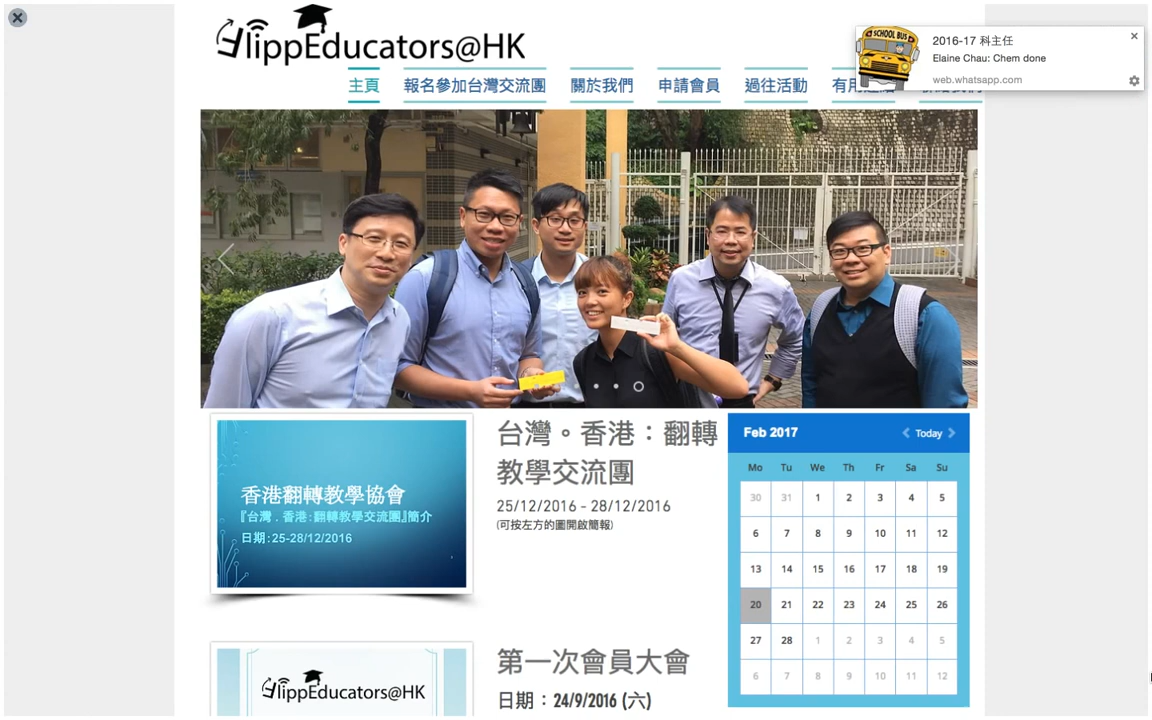 FlippEducators@HK
2016-17 科主任
Elaine Chau: Chem done
web.whatsapp.com
SCHOOL BUS
主頁 報名參加台灣交流團 關於我們 申請會員 過往活動
香港翻轉教學協會
『台灣．香港:翻轉教學交流團』簡介
日期:25-28/12/2016
台灣。香港：翻轉
教學交流團
25/12/2016 - 28/12/2016
(可按左方的圖開啟簡報)
Feb 2017 Today
Mo Tu We Th Fr Sa Su
30 31 1 2 3 4 5
6 7 8 9 10 11 12
13 14 15 16 17 18 19
20 21 22 23 24 25 26
27 28 1 2 3 4 5
6 7 8 9 10 11 12
FlippEducators@HK
第一次會員大會
日期：24/9/2016 (六)